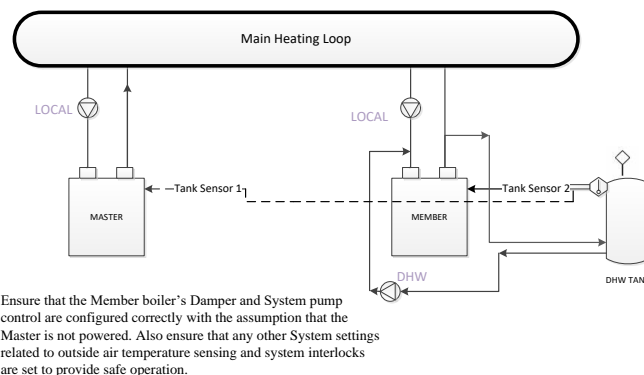 Main Heating Loop
LOCAL
LOCAL
Tank Sensor 1
Tank Sensor 2
MASTER
MEMBER
DHW TAN
DHW
Ensure that the Member boiler's Damper and System pump
control are configured correctly with the assumption that the
Master is not powered. Also ensure that any other System settings
related to outside air temperature sensing and system interlocks
are set to provide safe operation.